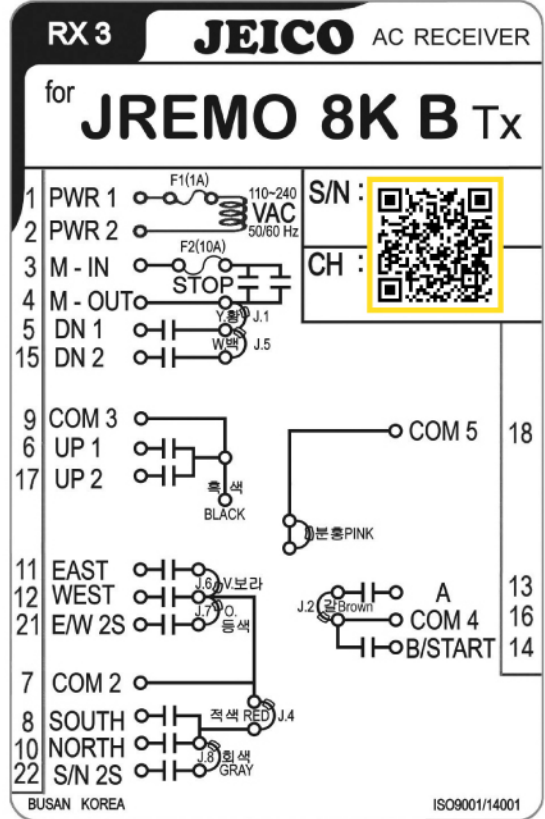 RX 3 JEICO AC RECEIVER
for JREMO 8K B Tx
1 PWR 1 F1(1A) 110~240 VAC 50/60 Hz
2 PWR 2
3 M - IN F2(10A)
STOP
4 M - OUT
Y.황 J.1
5 DN 1
W.백 J.5
15 DN 2
S/N :
CH :
9 COM 3
6 UP 1
17 UP 2
흑색
BLACK
COM 5 18
분홍PINK
11 EAST
J.6 V.보라
12 WEST
J.7 O.
등색
21 E/W 2S
A 13
J.2 갈Brown
COM 4 16
B/START 14
7 COM 2
적색 RED J.4
8 SOUTH
10 NORTH
J.8 회색
GRAY
22 S/N 2S
BUSAN KOREA ISO9001/14001